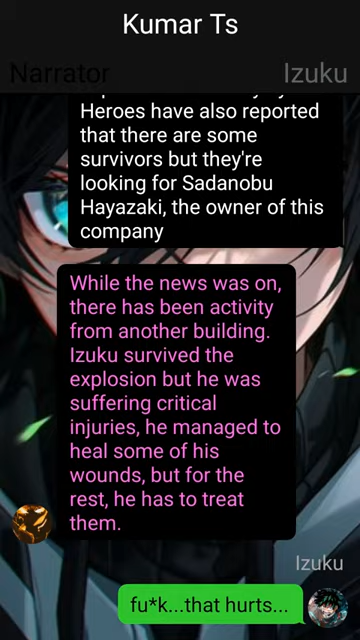 Kumar Ts
Narrator
Izuku
Heroes have also reported
that there are some
survivors but they're
looking for Sadanobu
Hayazaki, the owner of this
company
While the news was on,
there has been activity
from another building.
Izuku survived the
explosion but he was
suffering critical
injuries, he managed to
heal some of his
wounds, but for the
rest, he has to treat
them.
Izuku
fu*k...that hurts...